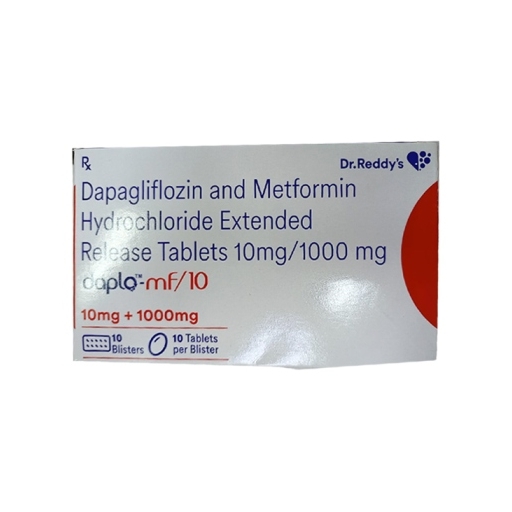 Rx
Dr.Reddy's
Dapagliflozin and Metformin
Hydrochloride Extended
Release Tablets 10mg/1000 mg
daplo™-mf/10
10mg + 1000mg
10 Blisters
10 Tablets per Blister